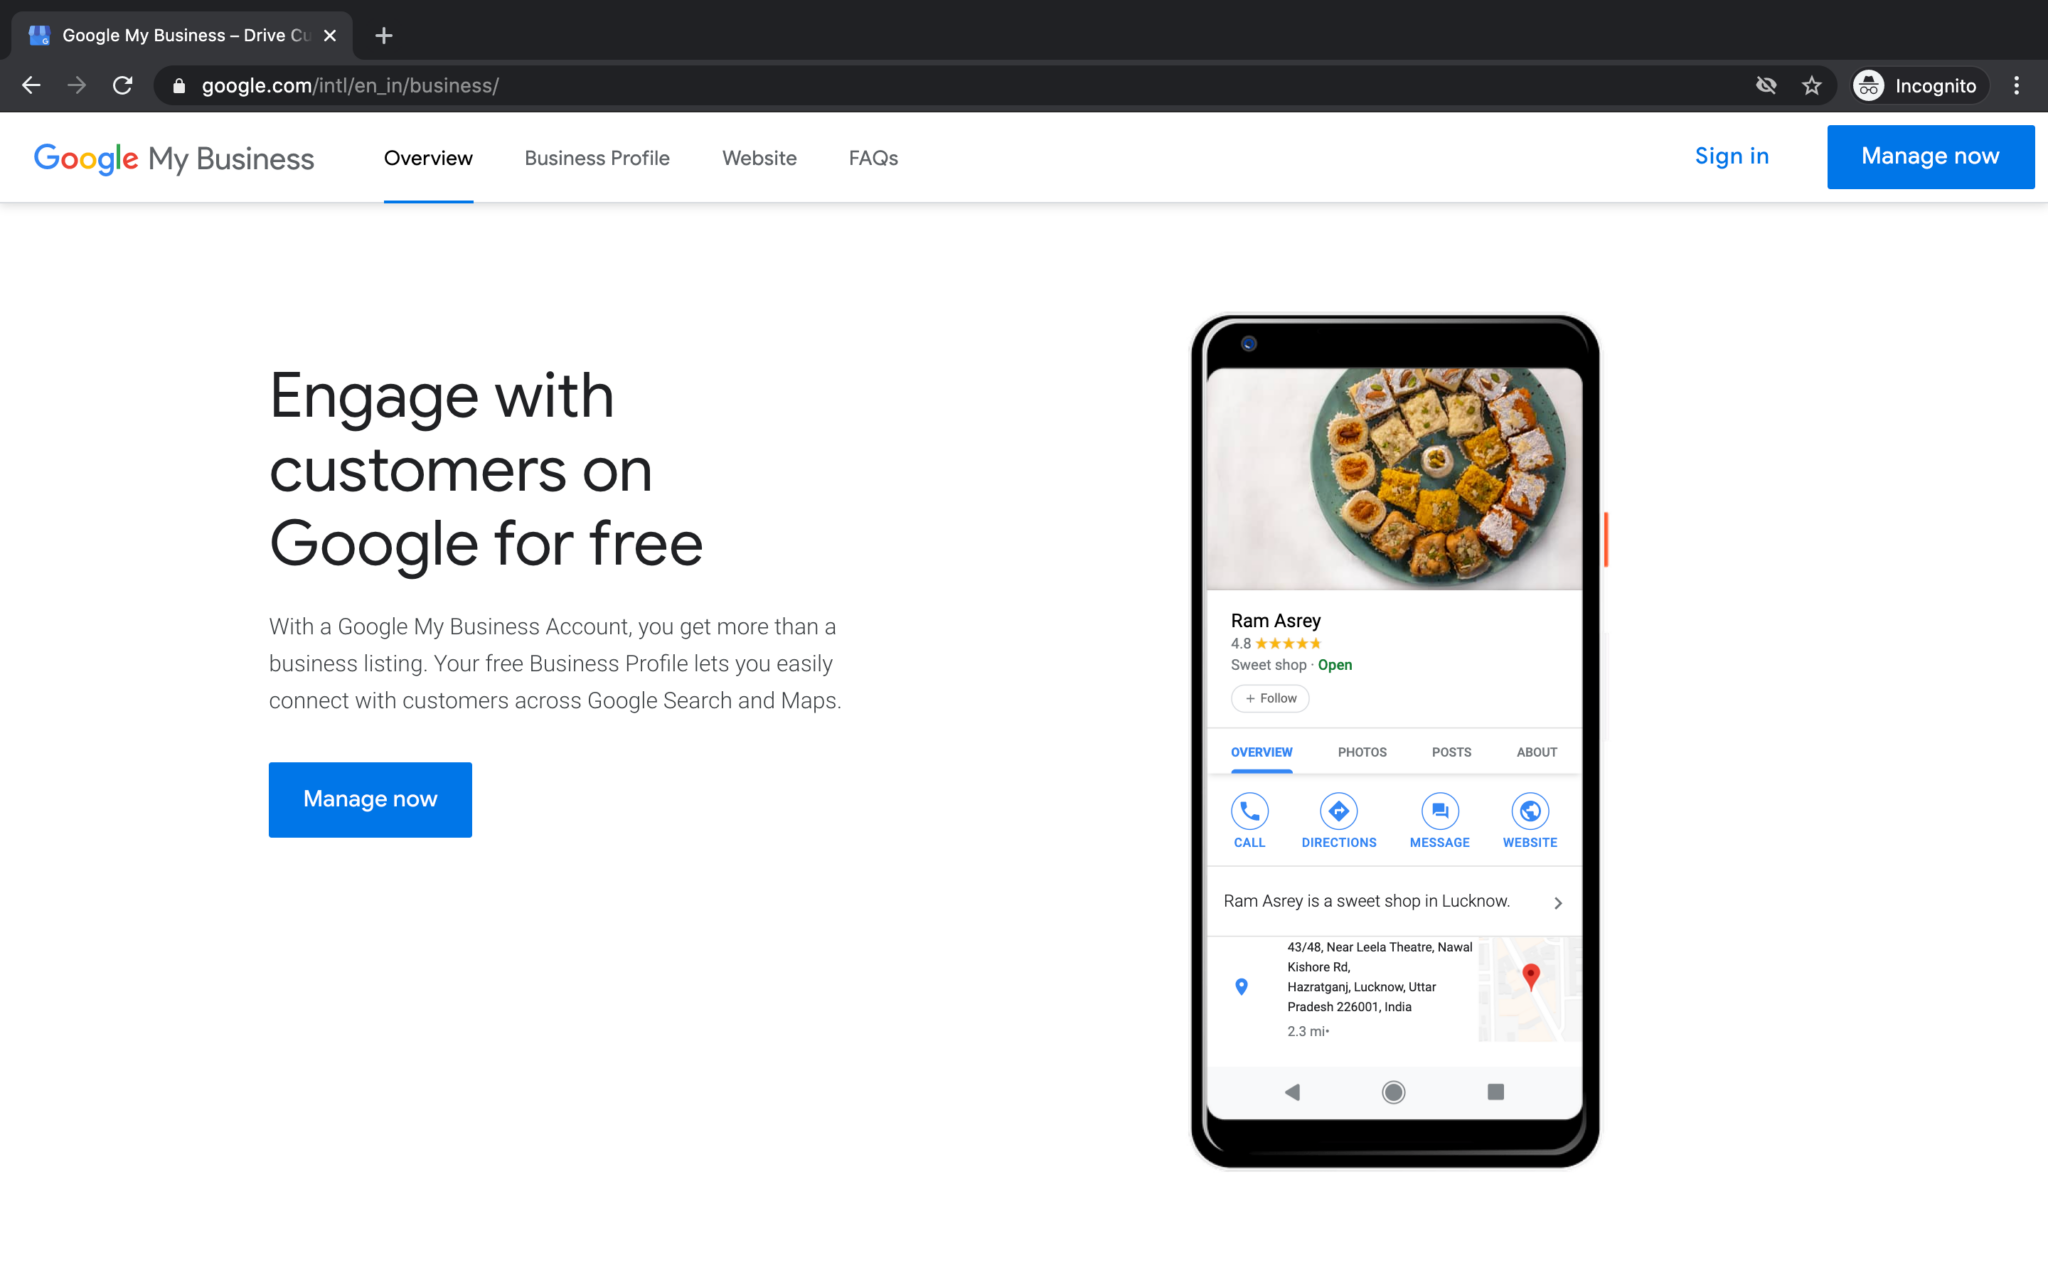 Google My Business – Drive Cu
google.com/intl/en_in/business/
Incognito
Google My Business
Overview
Business Profile
Website
FAQs
Sign in
Manage now
Engage with
customers on
Google for free
With a Google My Business Account, you get more than a
business listing. Your free Business Profile lets you easily
connect with customers across Google Search and Maps.
Manage now
Ram Asrey
4.8
Sweet shop · Open
+ Follow
OVERVIEW
PHOTOS
POSTS
ABOUT
CALL
DIRECTIONS
MESSAGE
WEBSITE
Ram Asrey is a sweet shop in Lucknow.
43/48, Near Leela Theatre, Nawal
Kishore Rd,
Hazratganj, Lucknow, Uttar
Pradesh 226001, India
2.3 mi·